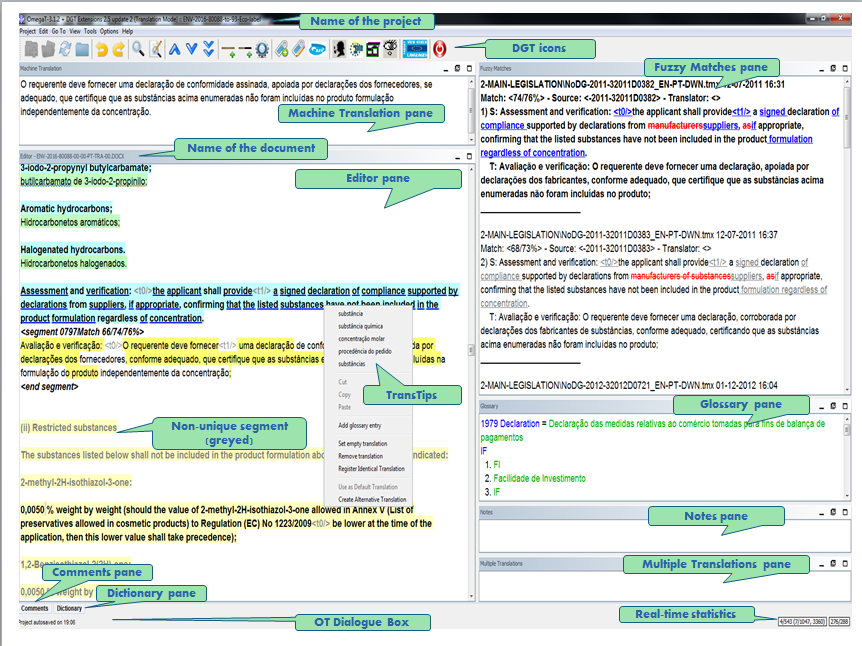 OmegaT-3.1.2 + DGT Extensions 2.5 update 2 (Translation Mode) :: ENV-2016-80088-to-93-Eco-label
Name of the project
Project Edit Go To View Tools Options Help
DGT icons
Machine Translation
O requerente deve fornecer uma declaração de conformidade assinada, apoiada por declarações dos fornecedores, se
adequado, que certifique que as substâncias acima enumeradas não foram incluídas no produto formulação
independentemente da concentração.
Machine Translation pane
Name of the document
Editor - ENV-2016-80088-00-00-PT-TRA-00.DOCX
Editor pane
3-iodo-2-propynyl butylcarbamate;
butilcarbamato de 3-iodo-2-propinilo;
Aromatic hydrocarbons;
Hidrocarbonetos aromáticos;
Halogenated hydrocarbons.
Hidrocarbonetos halogenados.
Assessment and verification: <t0/>the applicant shall provide<t1/> a signed declaration of compliance supported by
declarations from suppliers, if appropriate, confirming that the listed substances have not been included in the
product formulation regardless of concentration.
<segment 0797Match 66/74/76%>
Avaliação e verificação: <t0/>O requerente deve fornecer<t1/> uma declaração de conf
da por
declarações dos fornecedores, conforme adequado, que certifique que as substâncias
cluídas na
formulação do produto independentemente da concentração;
<end segment>
substância
substância química
concentração molar
procedência do pedido
substâncias
Cut
Copy
Paste
Add glossary entry
Set empty translation
Remove translation
Register Identical Translation
Use as Default Translation
Create Alternative Translation
TransTips
Non-unique segment
(greyed)
(ii) Restricted substances
The substances listed below shall not be included in the product formulation abo
indicated:
2-methyl-2H-isothiazol-3-one:
0,0050 % weight by weight (should the value of 2-methyl-2H-isothiazol-3-one allowed in Annex V (List of
preservatives allowed in cosmetic products) to Regulation (EC) No 1223/2009<t0/> be lower at the time of the
application, then this lower value shall take precedence);
Comments pane
Dictionary pane
0,0050 % weight by
Comments Dictionary
Project autosaved on 19:06
OT Dialogue Box
Fuzzy Matches
Fuzzy Matches pane
2-MAIN-LEGISLATION\NoDG-2011-32011D0382_EN-PT-DWN.tmx 12-07-2011 16:31
Match: <74/76%> - Source: <-2011-32011D0382> - Translator: <>
1) S: Assessment and verification: <t0/>the applicant shall provide<t1/> a signed declaration of
compliance supported by declarations from manufacturerssuppliers, asif appropriate,
confirming that the listed substances have not been included in the product formulation
regardless of concentration.
T: Avaliação e verificação: O requerente deve fornecer uma declaração, apoiada por
declarações dos fabricantes, conforme adequado, que certifique que as substâncias acima
enumeradas não foram incluídas no produto;
2-MAIN-LEGISLATION\NoDG-2011-32011D0383_EN-PT-DWN.tmx 12-07-2011 16:37
Match: <68/73%> - Source: <-2011-32011D0383> - Translator: <>
2) S: Assessment and verification: <t0/>the applicant shall provide<t1/> a signed declaration of
compliance supported by declarations from manufacturers of substancessuppliers, asif appropriate,
confirming that the listed substances have not been included in the product formulation regardless of
concentration.
T: Avaliação e verificação: O requerente deve fornecer uma declaração, corroborada por
declarações dos fabricantes de substâncias, conforme adequado, certificando que as substâncias
acima enumeradas não foram incluídas no produto;
2-MAIN-LEGISLATION\NoDG-2012-32012D0721_EN-PT-DWN.tmx 01-12-2012 16:04
Glossary
Glossary pane
1979 Declaration = Declaração das medidas relativas ao comércio tomadas para fins de balança de
pagamentos
IF
1. FI
2. Facilidade de Investimento
3. IF
Notes
Notes pane
Multiple Translations
Multiple Translations pane
Real-time statistics
4/543 (7/1047, 3360) 276/288